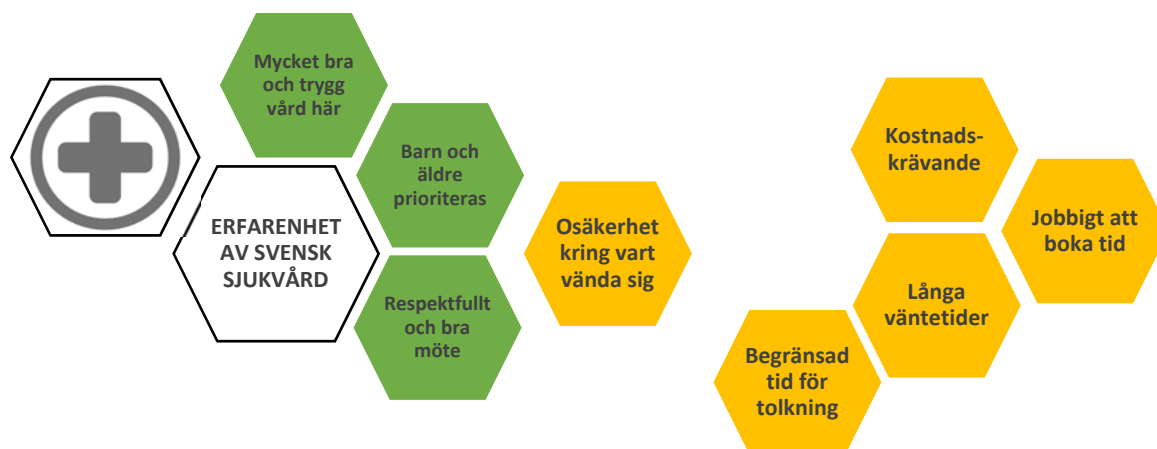 Mycket bra
och trygg
vård här
Barn och
äldre
prioriteras
ERFARENHET
AV SVENSK
SJUKVÅRD
Respektfullt
och bra
möte
Osäkerhet
kring vart
vända sig
Kostnads-
krävande
Jobbigt att
boka tid
Långa
väntetider
Begränsad
tid för
tolkning